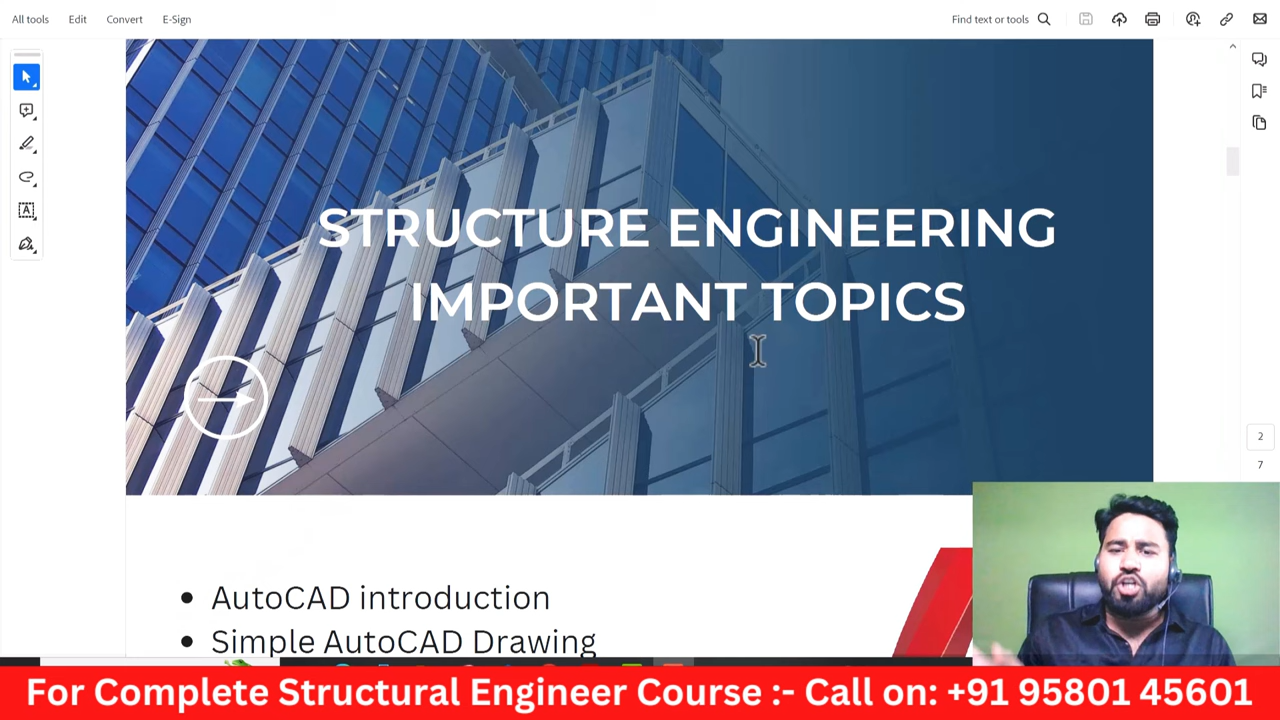 All tools Edit Convert E-Sign Find text or tools
STRUCTURE ENGINEERING
IMPORTANT TOPICS
2
7
• AutoCAD introduction
• Simple AutoCAD Drawing
For Complete Structural Engineer Course :- Call on: +91 95801 45601